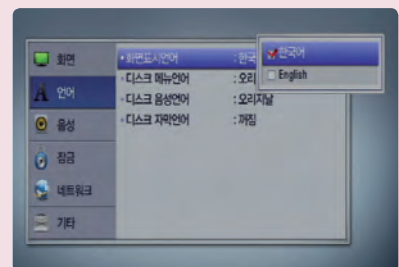 화면
언어
음성
잠금
네트워크
기타
• 화면표시언어 : 한국
• 디스크 메뉴언어 : 오리
• 디스크 음성언어 : 오리지날
• 디스크 자막언어 : 꺼짐
한국어
English